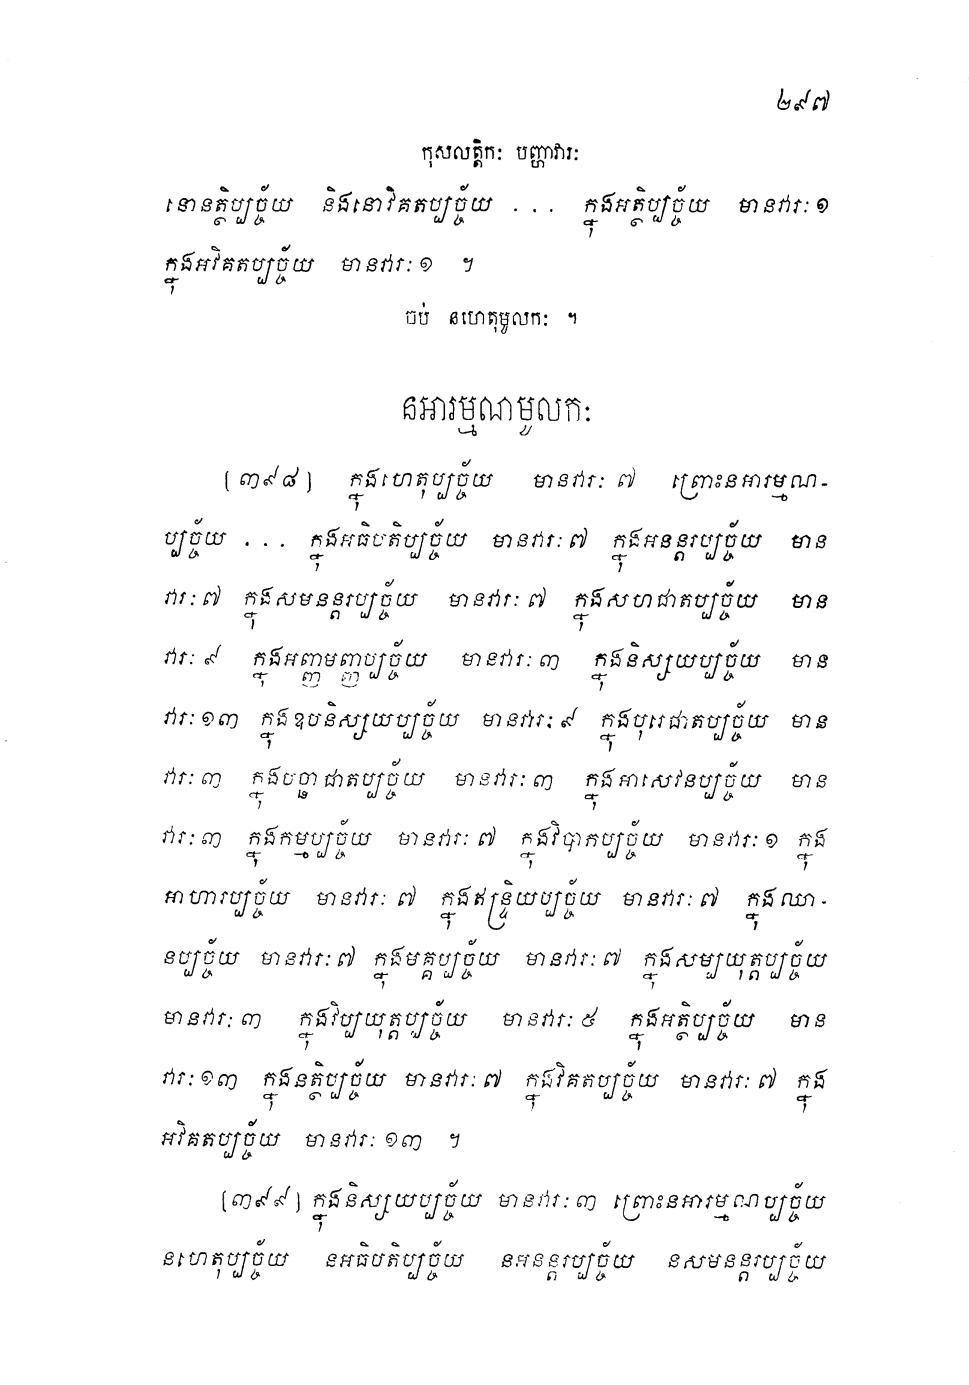 ២៩៧
កុសលត្តិកៈ បញ្ហាវារៈ
នោនត្ថិប្បច្ច័យ និងនោវិគតប្បច្ច័យ . . . ក្នុងអត្ថិប្បច្ច័យ មានវារៈ ១
ក្នុងអវិគតប្បច្ច័យ មានវារៈ ១ ។
ចប់ នហេតុមូលកៈ ។
នអារម្មណមូលកៈ
[៣៩៨] ក្នុងហេតុប្បច្ច័យ មានវារៈ ៧ ព្រោះនអារម្មណ-
ប្បច្ច័យ . . . ក្នុងអធិបតិប្បច្ច័យ មានវារៈ ៧ ក្នុងអនន្តរប្បច្ច័យ មាន
វារៈ ៧ ក្នុងសមនន្តរប្បច្ច័យ មានវារៈ ៧ ក្នុងសហជាតប្បច្ច័យ មាន
វារៈ ៩ ក្នុងអញ្ញមញ្ញប្បច្ច័យ មានវារៈ ៣ ក្នុងនិស្សយប្បច្ច័យ មាន
វារៈ ១៣ ក្នុងឧបនិស្សយប្បច្ច័យ មានវារៈ ៩ ក្នុងបុរេជាតប្បច្ច័យ មាន
វារៈ ៣ ក្នុងបច្ឆាជាតប្បច្ច័យ មានវារៈ ៣ ក្នុងអាសេវនប្បច្ច័យ មាន
វារៈ ៣ ក្នុងកម្មប្បច្ច័យ មានវារៈ ៧ ក្នុងវិបាកប្បច្ច័យ មានវារៈ ១ ក្នុង
អាហារប្បច្ច័យ មានវារៈ ៧ ក្នុងឥន្ទ្រិយប្បច្ច័យ មានវារៈ ៧ ក្នុងឈា-
នប្បច្ច័យ មានវារៈ ៧ ក្នុងមគ្គប្បច្ច័យ មានវារៈ ៧ ក្នុងសម្បយុត្តប្បច្ច័យ
មានវារៈ ៣ ក្នុងវិប្បយុត្តប្បច្ច័យ មានវារៈ ៥ ក្នុងអត្ថិប្បច្ច័យ មាន
វារៈ ១៣ ក្នុងនត្ថិប្បច្ច័យ មានវារៈ ៧ ក្នុងវិគតប្បច្ច័យ មានវារៈ ៧ ក្នុង
អវិគតប្បច្ច័យ មានវារៈ ១៣ ។
[៣៩៩] ក្នុងនិស្សយប្បច្ច័យ មានវារៈ ៣ ព្រោះនអារម្មណប្បច្ច័យ
នហេតុប្បច្ច័យ នអធិបតិប្បច្ច័យ នអនន្តរប្បច្ច័យ នសមនន្តរប្បច្ច័យ